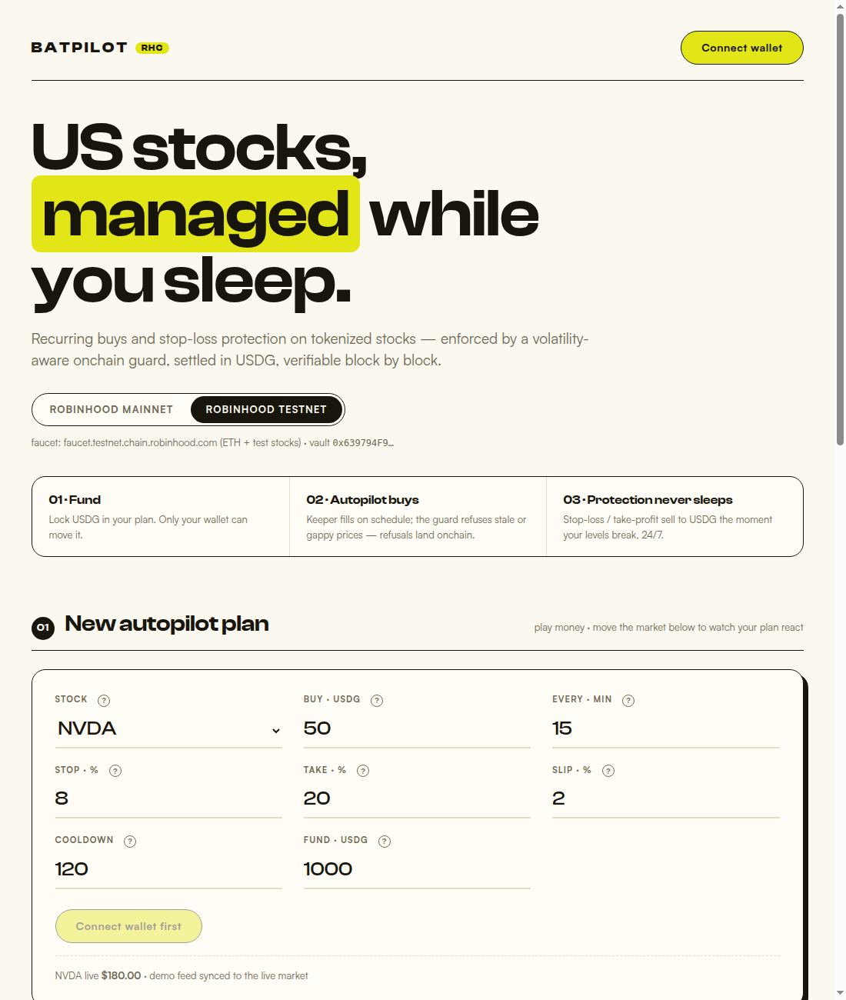 BATPILOT RHC
Connect wallet
US stocks,
managed while
you sleep.
Recurring buys and stop-loss protection on tokenized stocks — enforced by a volatility-
aware onchain guard, settled in USDG, verifiable block by block.
ROBINHOOD MAINNET ROBINHOOD TESTNET
faucet: faucet.testnet.chain.robinhood.com (ETH + test stocks) · vault 0x639794F9…
01 · Fund
Lock USDG in your plan. Only your wallet can
move it.
02 · Autopilot buys
Keeper fills on schedule; the guard refuses stale or
gappy prices — refusals land onchain.
03 · Protection never sleeps
Stop-loss / take-profit sell to USDG the moment
your levels break, 24/7.
01 New autopilot plan
play money · move the market below to watch your plan react
STOCK ?
NVDA
BUY · USDG ?
50
EVERY · MIN ?
15
STOP · % ?
8
TAKE · % ?
20
SLIP · % ?
2
COOLDOWN ?
120
FUND · USDG ?
1000
Connect wallet first
NVDA live $180.00 · demo feed synced to the live market